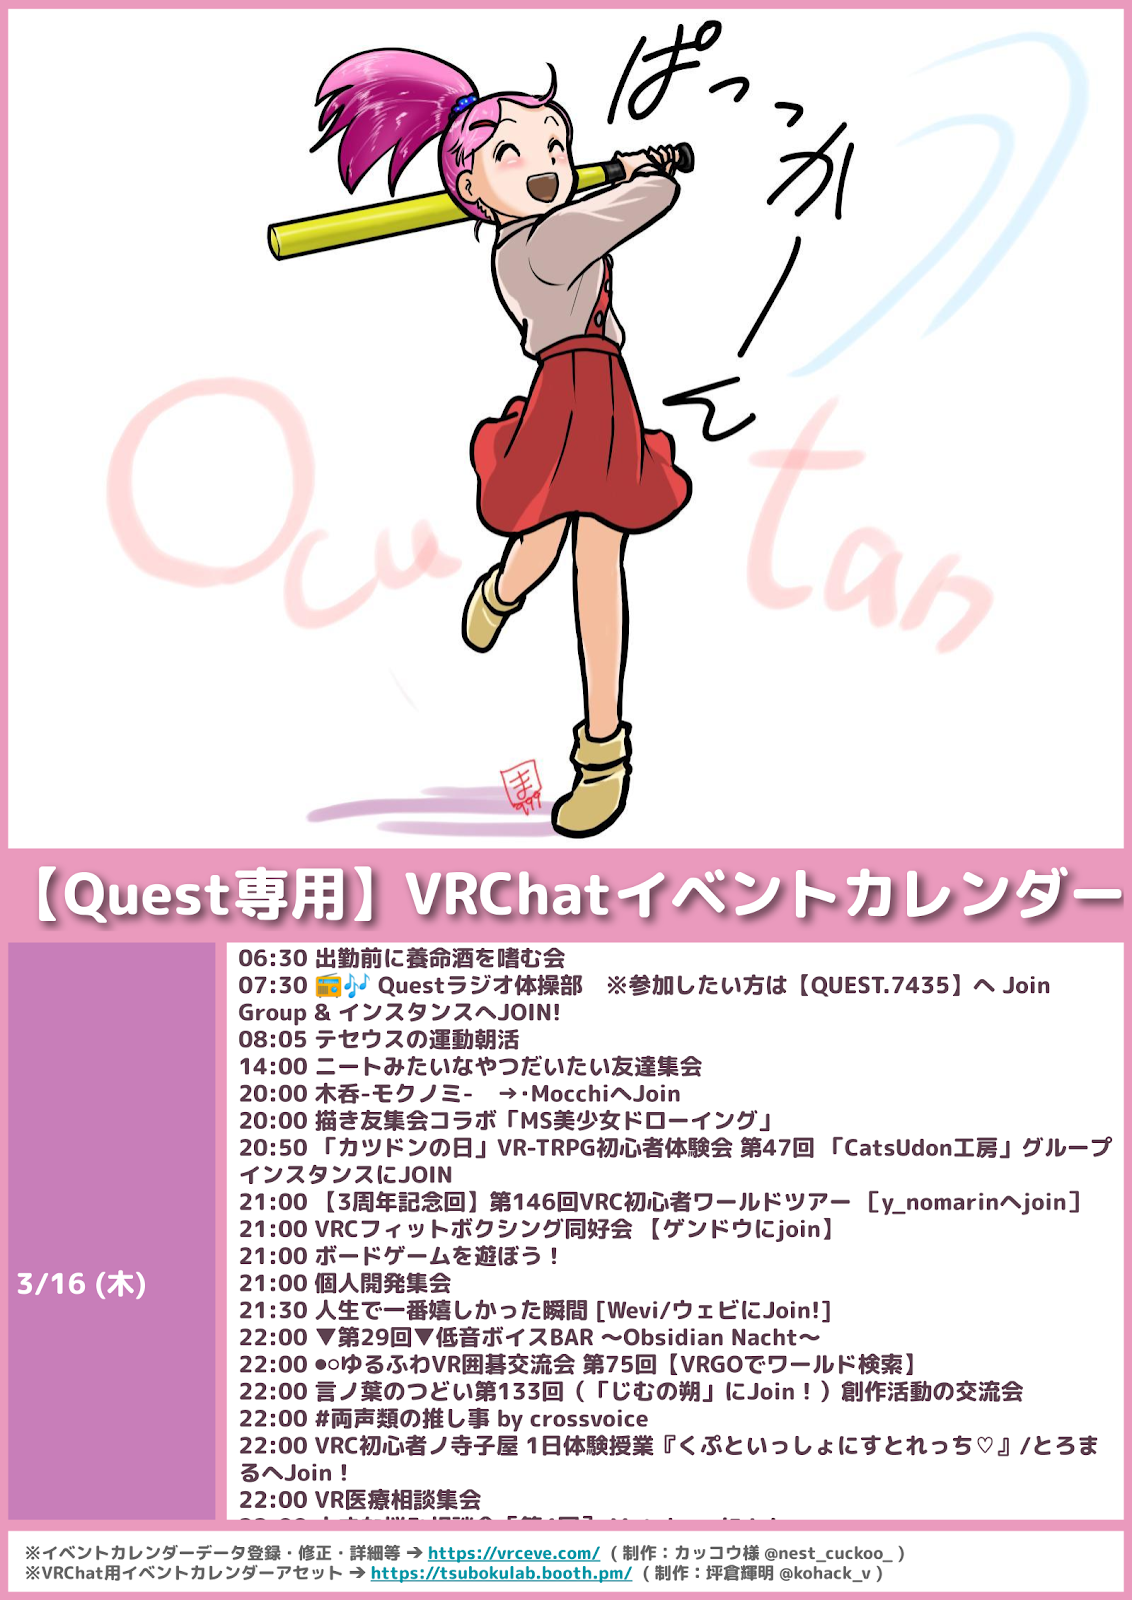 ぱっっかーん
Ocutan
ま
999
【Quest専用】VRChatイベントカレンダー
3/16 (木)
06:30 出勤前に養命酒を嗜む会
07:30 📻🎶 Questラジオ体操部　※参加したい方は【QUEST.7435】へ Join
Group & インスタンスへJOIN!
08:05 テセウスの運動朝活
14:00 ニートみたいなやつだいたい友達集会
20:00 木呑-モクノミ-　→･MocchiへJoin
20:00 描き友集会コラボ「MS美少女ドローイング」
20:50 「カツドンの日」VR-TRPG初心者体験会 第47回 「CatsUdon工房」グループ
インスタンスにJOIN
21:00 【3周年記念回】第146回VRC初心者ワールドツアー ［y_nomarinへjoin］
21:00 VRCフィットボクシング同好会 【ゲンドウにjoin】
21:00 ボードゲームを遊ぼう！
21:00 個人開発集会
21:30 人生で一番嬉しかった瞬間 [Wevi/ウェビにJoin!]
22:00 ▼第29回▼低音ボイスBAR ～Obsidian Nacht～
22:00 ●○ゆるふわVR囲碁交流会 第75回【VRGOでワールド検索】
22:00 言ノ葉のつどい第133回（「じむの朔」にJoin！）創作活動の交流会
22:00 #両声類の推し事 by crossvoice
22:00 VRC初心者ノ寺子屋 1日体験授業『くぷといっしょにすとれっち♡』/とろま
るへJoin！
22:00 VR医療相談集会
※イベントカレンダーデータ登録・修正・詳細等 ➔ https://vrceve.com/ ( 制作：カッコウ様 @nest_cuckoo_ )
※VRChat用イベントカレンダーアセット ➔ https://tsubokulab.booth.pm/ ( 制作：坪倉輝明 @kohack_v )